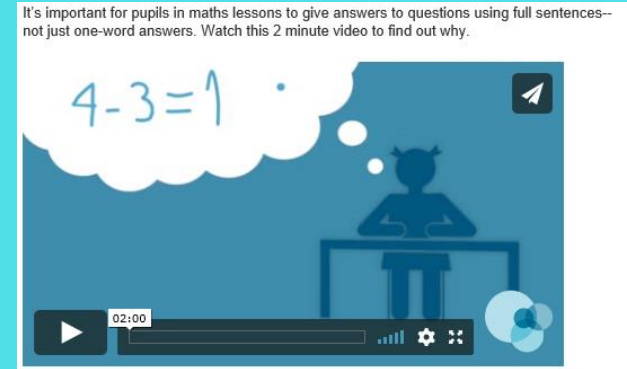 It's important for pupils in maths lessons to give answers to questions using full sentences--
not just one-word answers. Watch this 2 minute video to find out why.
4-3=1
02:00